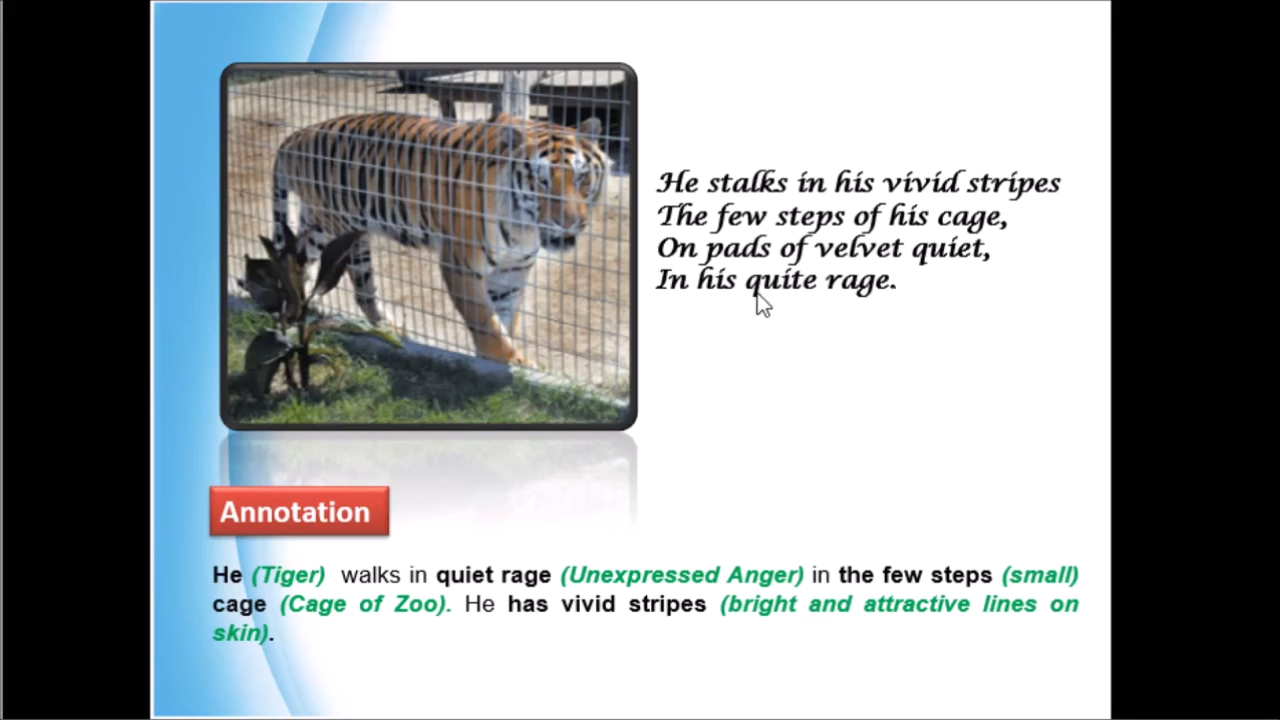 He stalks in his vivid stripes
The few steps of his cage,
On pads of velvet quiet,
In his quite rage.
Annotation
He (Tiger) walks in quiet rage (Unexpressed Anger) in the few steps (small)
cage (Cage of Zoo). He has vivid stripes (bright and attractive lines on
skin).